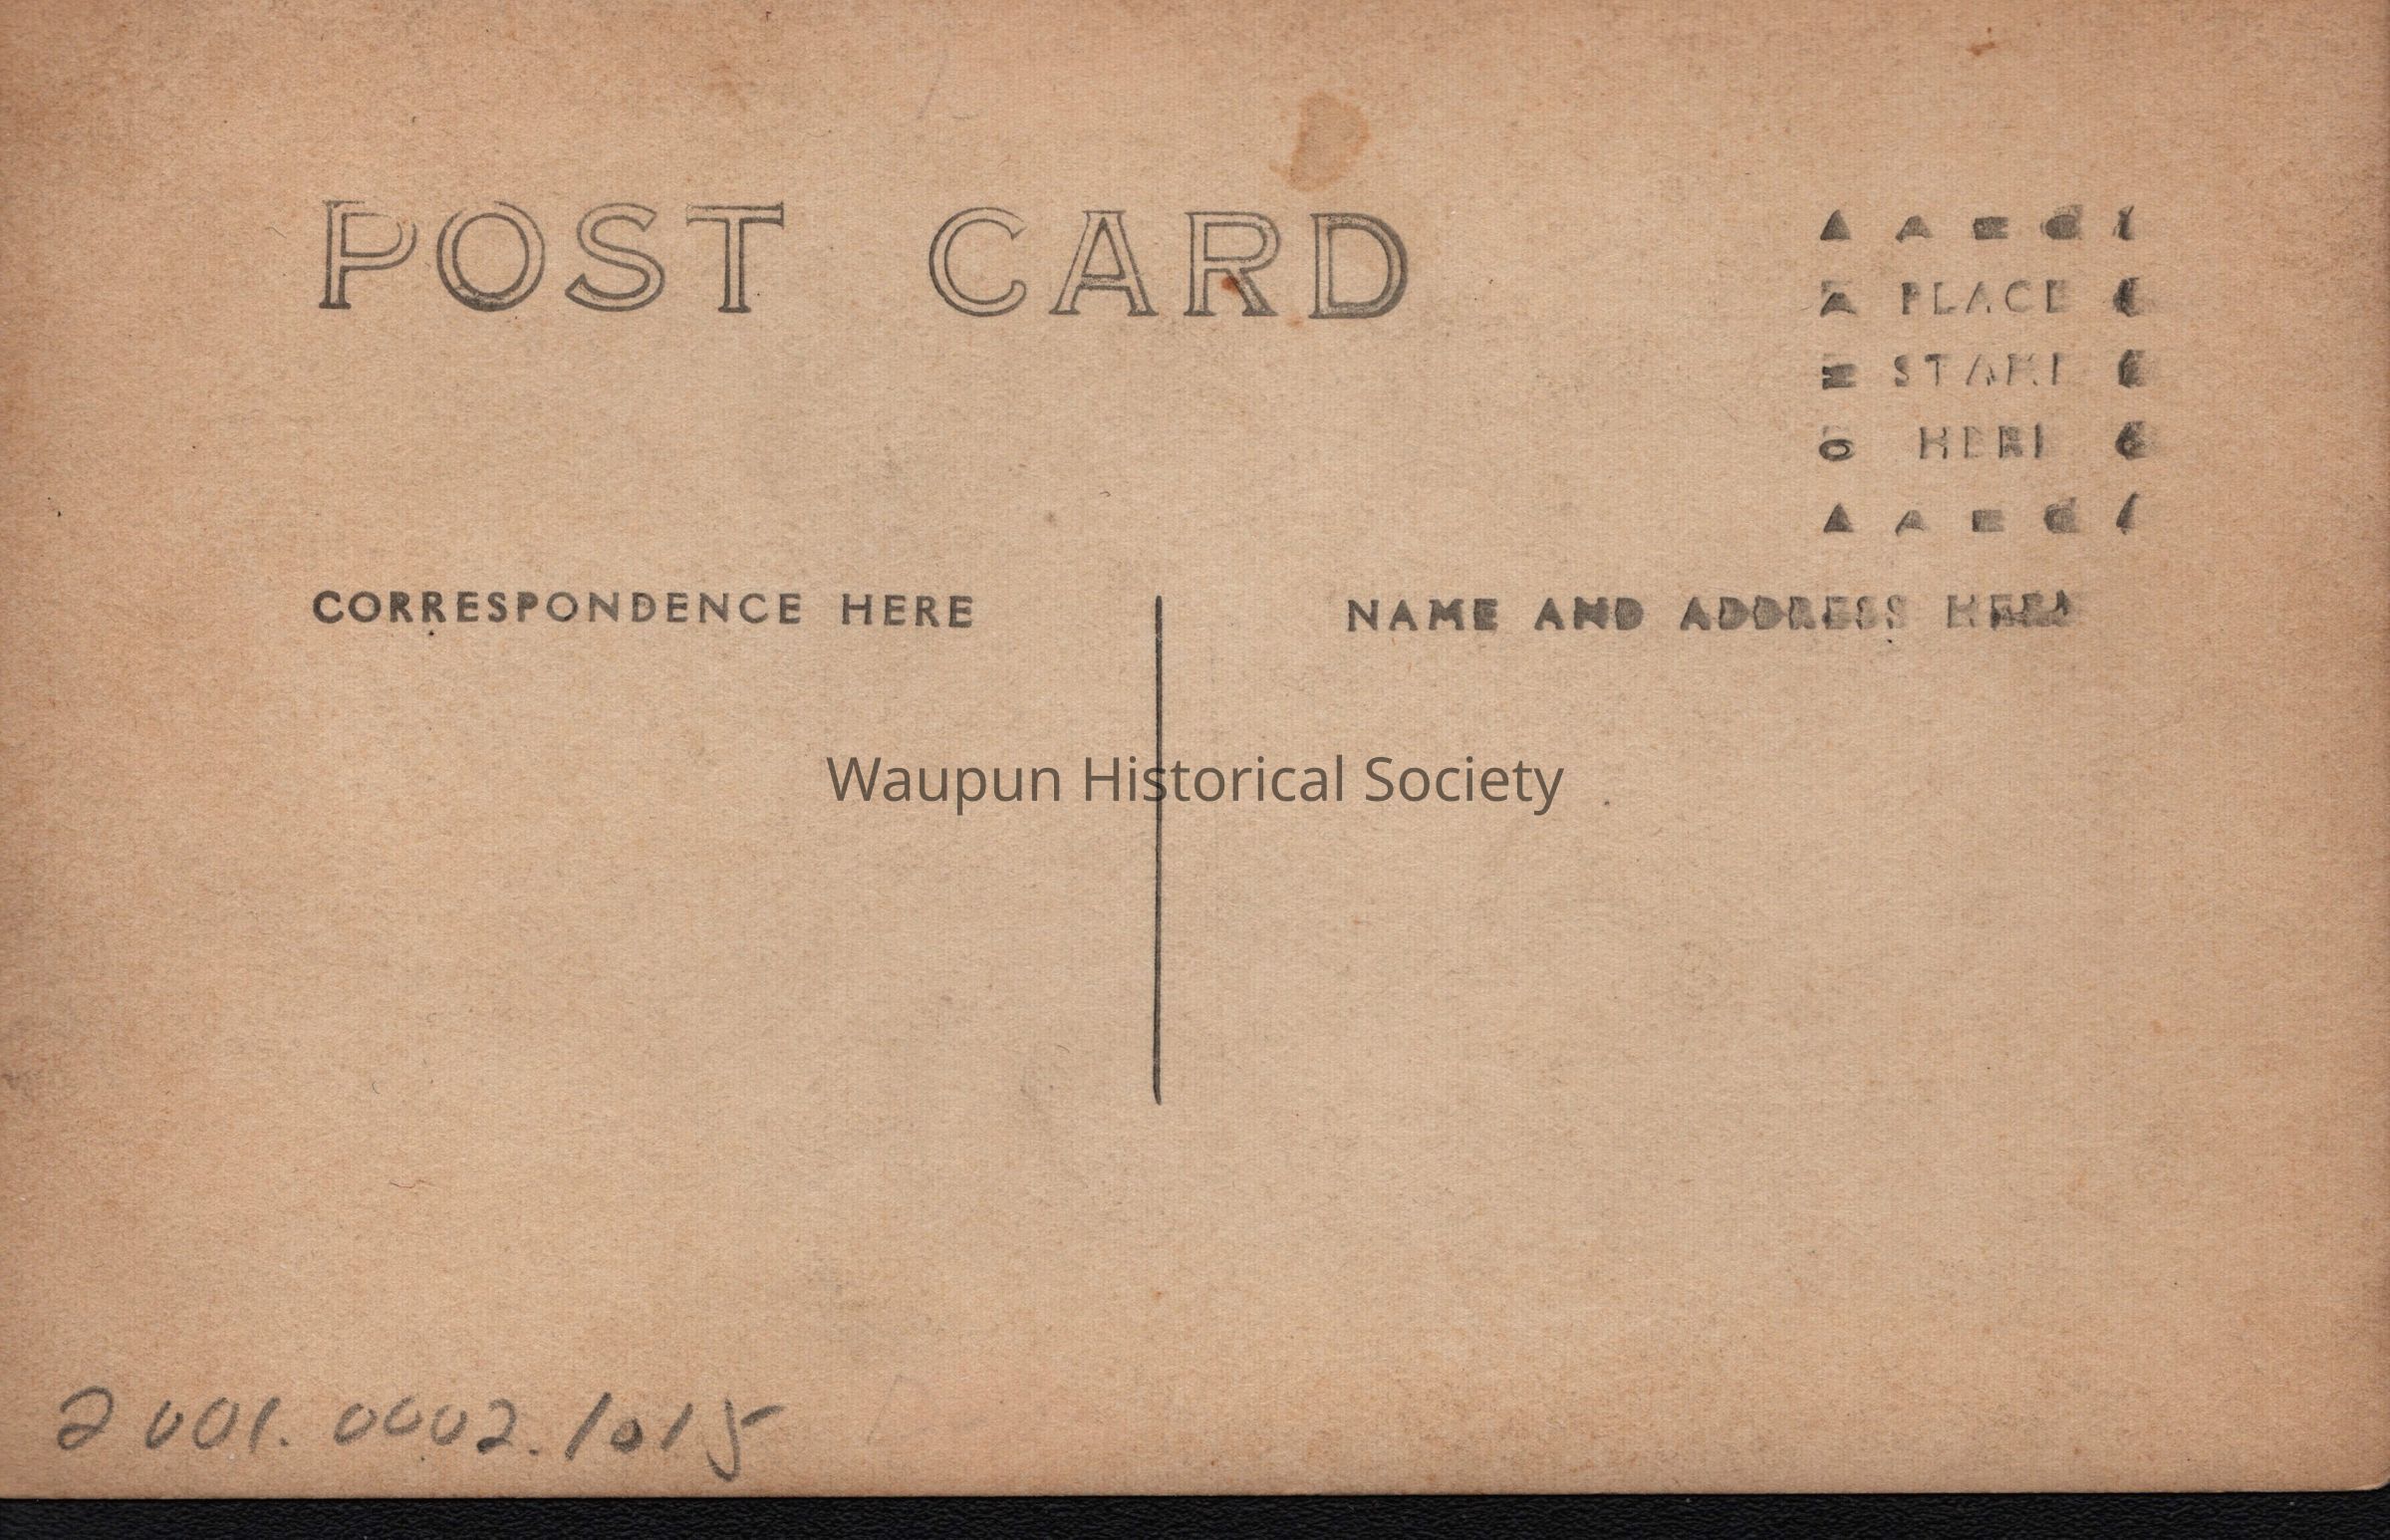 POST CARD
PLACE
STAMP
HERE
CORRESPONDENCE HERE
NAME AND ADDRESS HERE
Waupun Historical Society
2001.0002.1015